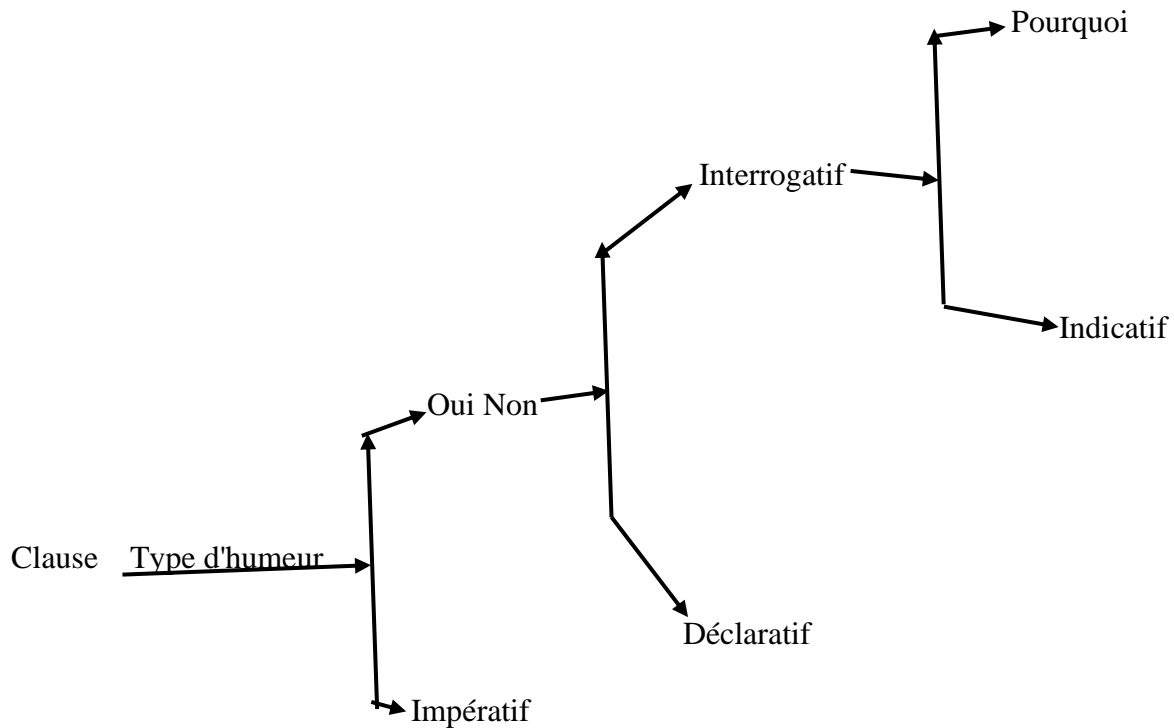 Pourquoi
Interrogatif
Indicatif
Oui Non
Clause Type d'humeur
Déclaratif
Impératif